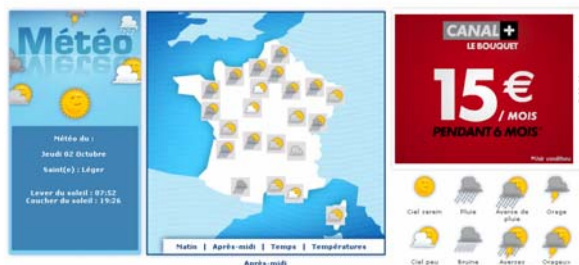 Météo
Météo du :
Jeudi 02 Octobre
Saint(e) : Léger
Lever du soleil : 07:52
Coucher du soleil : 19:26
Matin | Après-midi | Temps | Températures
Après-midi
CANAL+
LE BOUQUET
15€
/ MOIS
PENDANT 6 MOIS*
*Voir conditions
Ciel serein
Pluie
Averse de pluie
Orage
Ciel peu
Brume
Averses
Orageux